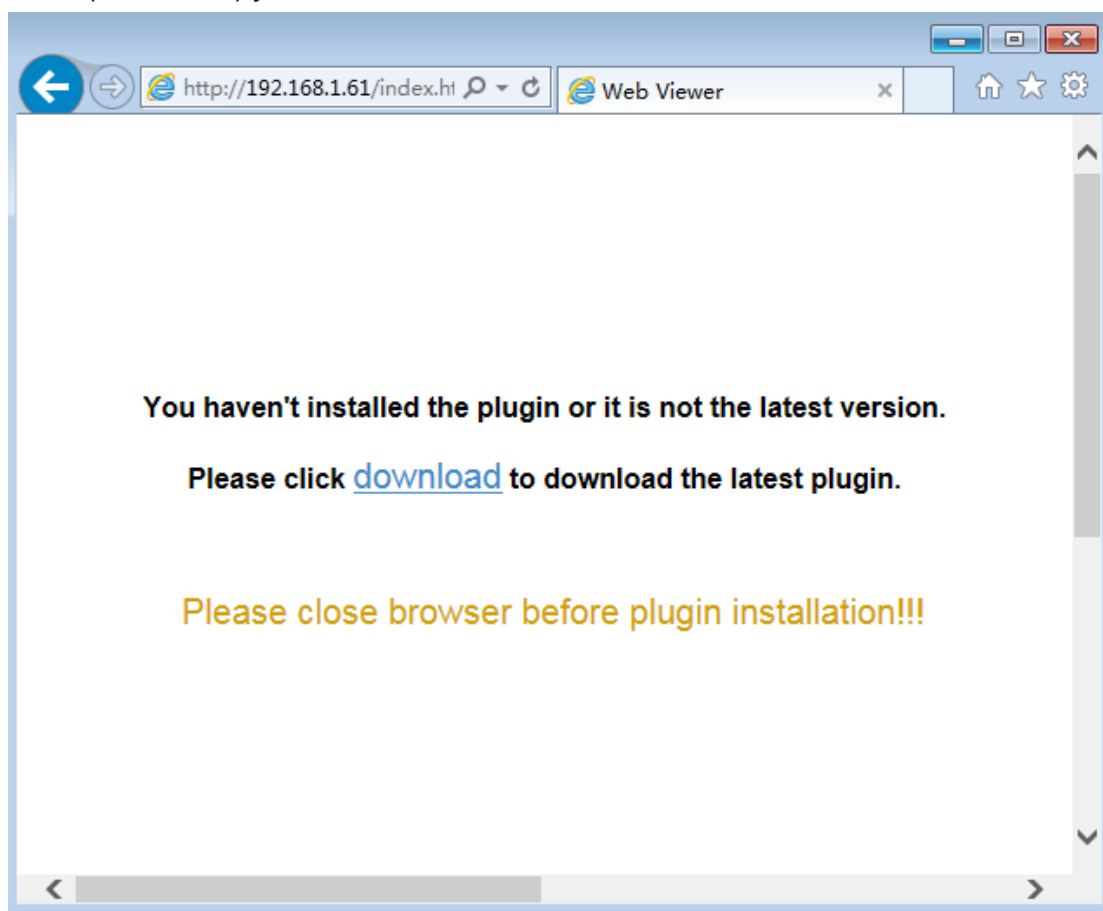 http://192.168.1.61/index.ht
Web Viewer
You haven't installed the plugin or it is not the latest version.
Please click download to download the latest plugin.
Please close browser before plugin installation!!!